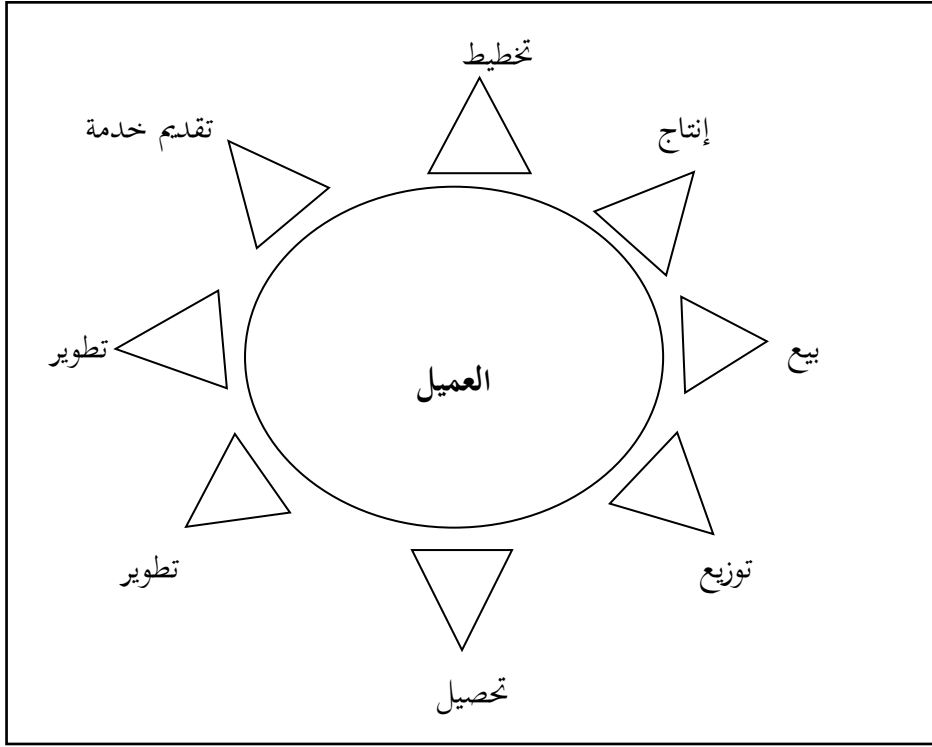 تخطيط
إنتاج
تقديم خدمة
بيع
تطوير
العميل
توزيع
تطوير
تحصيل